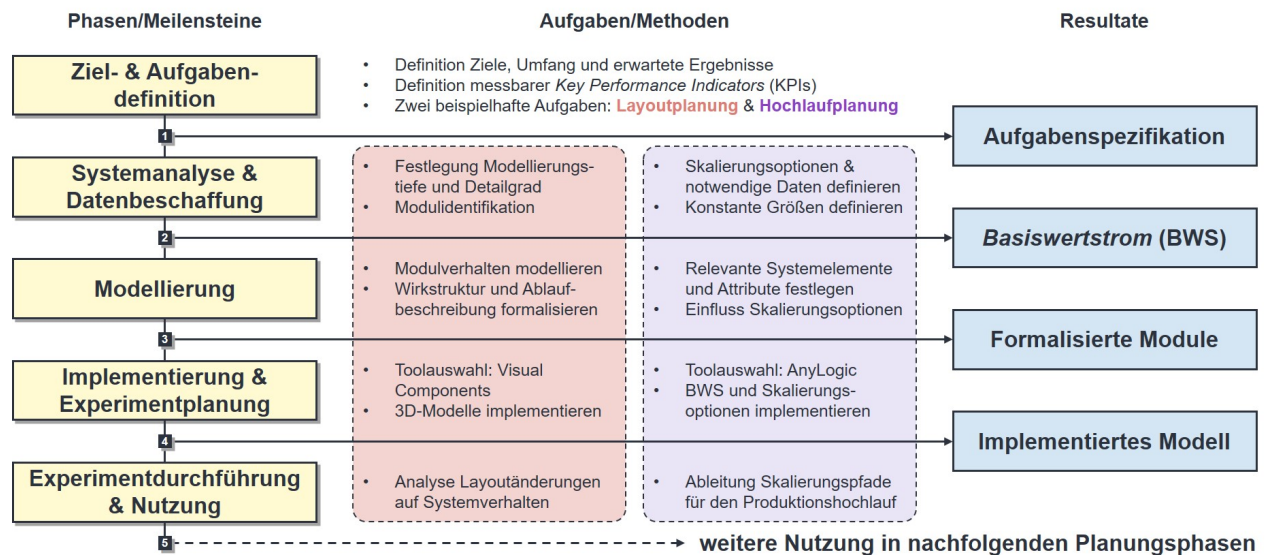 Phasen/Meilensteine
Aufgaben/Methoden
Resultate
Ziel- & Aufgaben-
definition
• Definition Ziele, Umfang und erwartete Ergebnisse
• Definition messbarer Key Performance Indicators (KPIs)
• Zwei beispielhafte Aufgaben: Layoutplanung & Hochlaufplanung
1
Aufgabenspezifikation
Systemanalyse &
Datenbeschaffung
• Festlegung Modellierungs-
tiefe und Detailgrad
• Modulidentifikation
• Skalierungsoptionen &
notwendige Daten definieren
• Konstante Größen definieren
2
Basiswertstrom (BWS)
Modellierung
• Modulverhalten modellieren
• Wirkstruktur und Ablauf-
beschreibung formalisieren
• Relevante Systemelemente
und Attribute festlegen
• Einfluss Skalierungsoptionen
3
Formalisierte Module
Implementierung &
Experimentplanung
• Toolauswahl: Visual
Components
• 3D-Modelle implementieren
• Toolauswahl: AnyLogic
• BWS und Skalierungs-
optionen implementieren
4
Implementiertes Modell
Experimentdurchführung
& Nutzung
• Analyse Layoutänderungen
auf Systemverhalten
• Ableitung Skalierungspfade
für den Produktionshochlauf
5
weitere Nutzung in nachfolgenden Planungsphasen